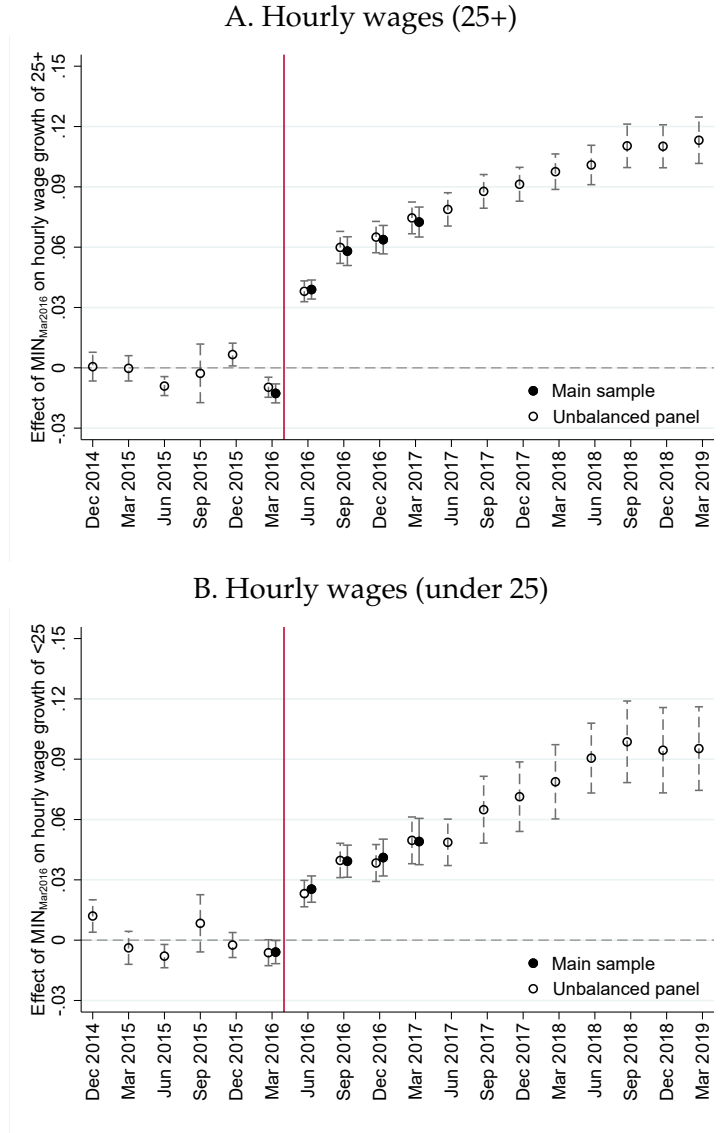 A. Hourly wages (25+)
Effect of MIN_Mar2016 on hourly wage growth of 25+
.15
.12
.09
.06
.03
0
-.03
Main sample
Unbalanced panel
Dec 2014
Mar 2015
Jun 2015
Sep 2015
Dec 2015
Mar 2016
Jun 2016
Sep 2016
Dec 2016
Mar 2017
Jun 2017
Sep 2017
Dec 2017
Mar 2018
Jun 2018
Sep 2018
Dec 2018
Mar 2019
B. Hourly wages (under 25)
Effect of MIN_Mar2016 on hourly wage growth of <25
.15
.12
.09
.06
.03
0
-.03
Main sample
Unbalanced panel
Dec 2014
Mar 2015
Jun 2015
Sep 2015
Dec 2015
Mar 2016
Jun 2016
Sep 2016
Dec 2016
Mar 2017
Jun 2017
Sep 2017
Dec 2017
Mar 2018
Jun 2018
Sep 2018
Dec 2018
Mar 2019